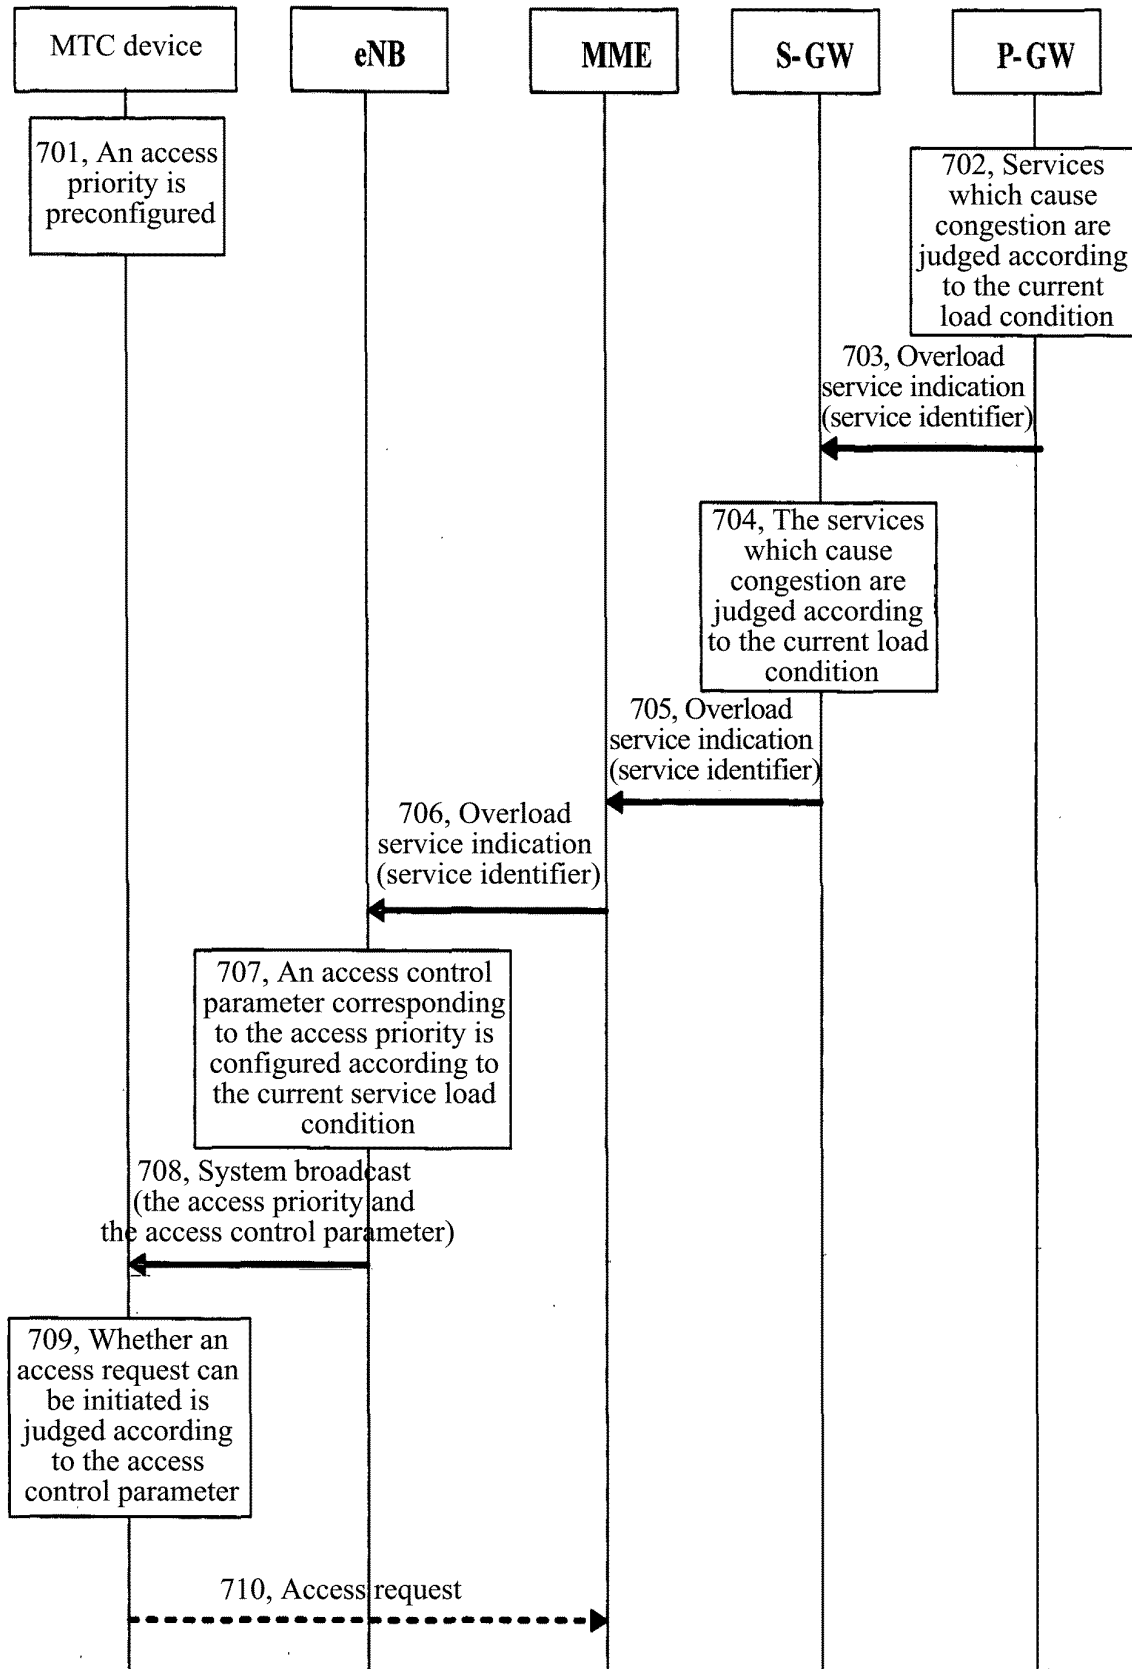 MTC device
eNB
MME
S-GW
P-GW
701, An access
priority is
preconfigured
702, Services
which cause
congestion are
judged according
to the current
load condition
703, Overload
service indication
(service identifier)
704, The services
which cause
congestion are
judged according
to the current load
condition
705, Overload
service indication
(service identifier)
706, Overload
service indication
(service identifier)
707, An access control
parameter corresponding
to the access priority is
configured according to
the current service load
condition
708, System broadcast
(the access priority and
the access control parameter)
709, Whether an
access request can
be initiated is
judged according
to the access
control parameter
710, Access request